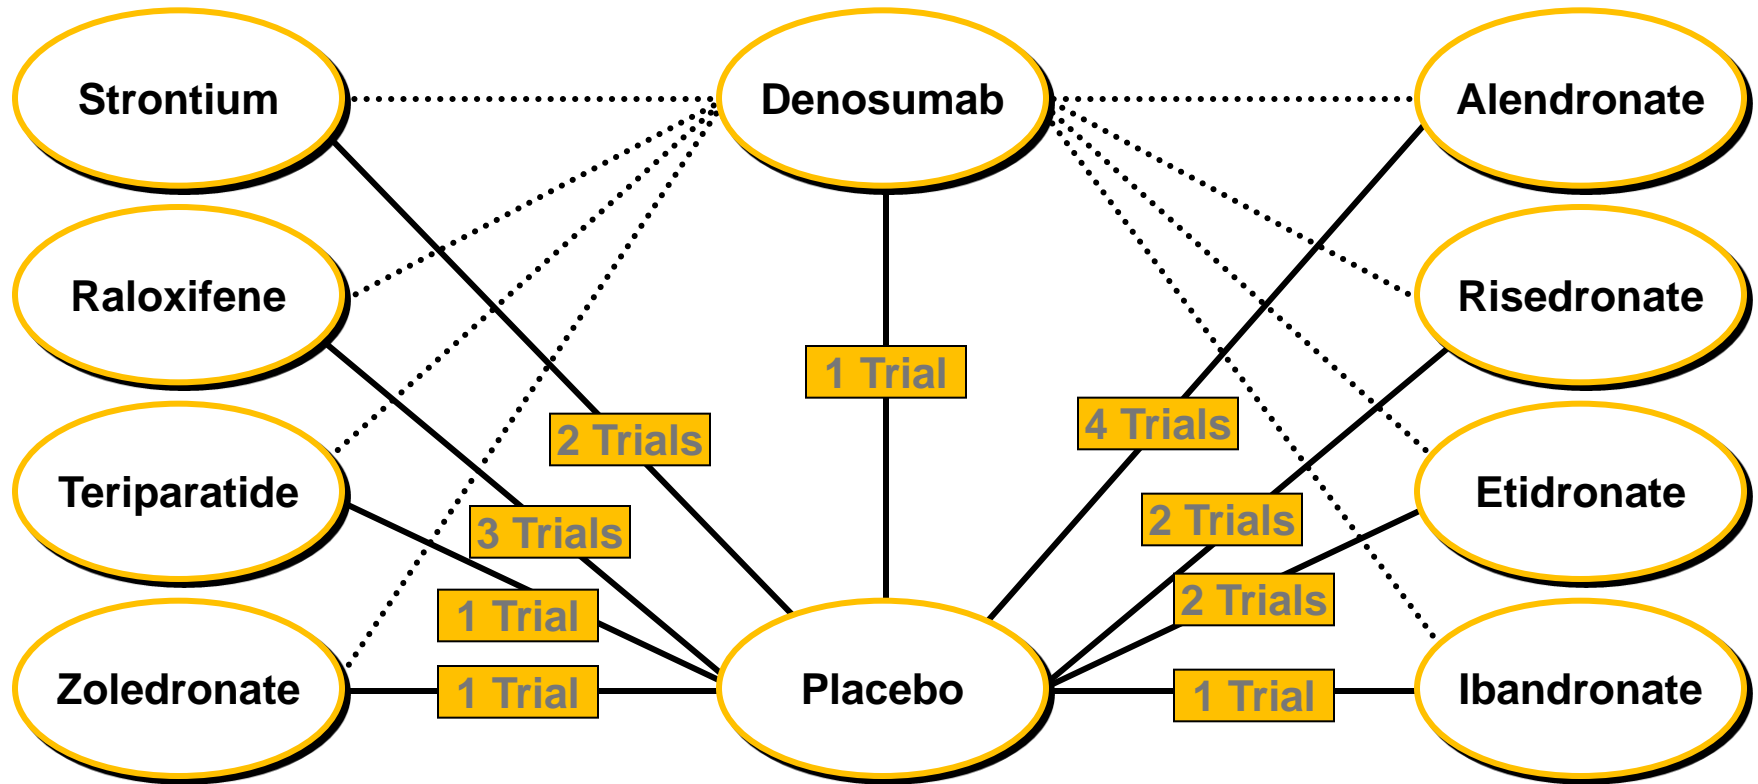 Strontium
Denosumab
Alendronate
Raloxifene
Risedronate
1 Trial
2 Trials
4 Trials
Teriparatide
Etidronate
3 Trials
2 Trials
1 Trial
2 Trials
Zoledronate
1 Trial
Placebo
1 Trial
Ibandronate